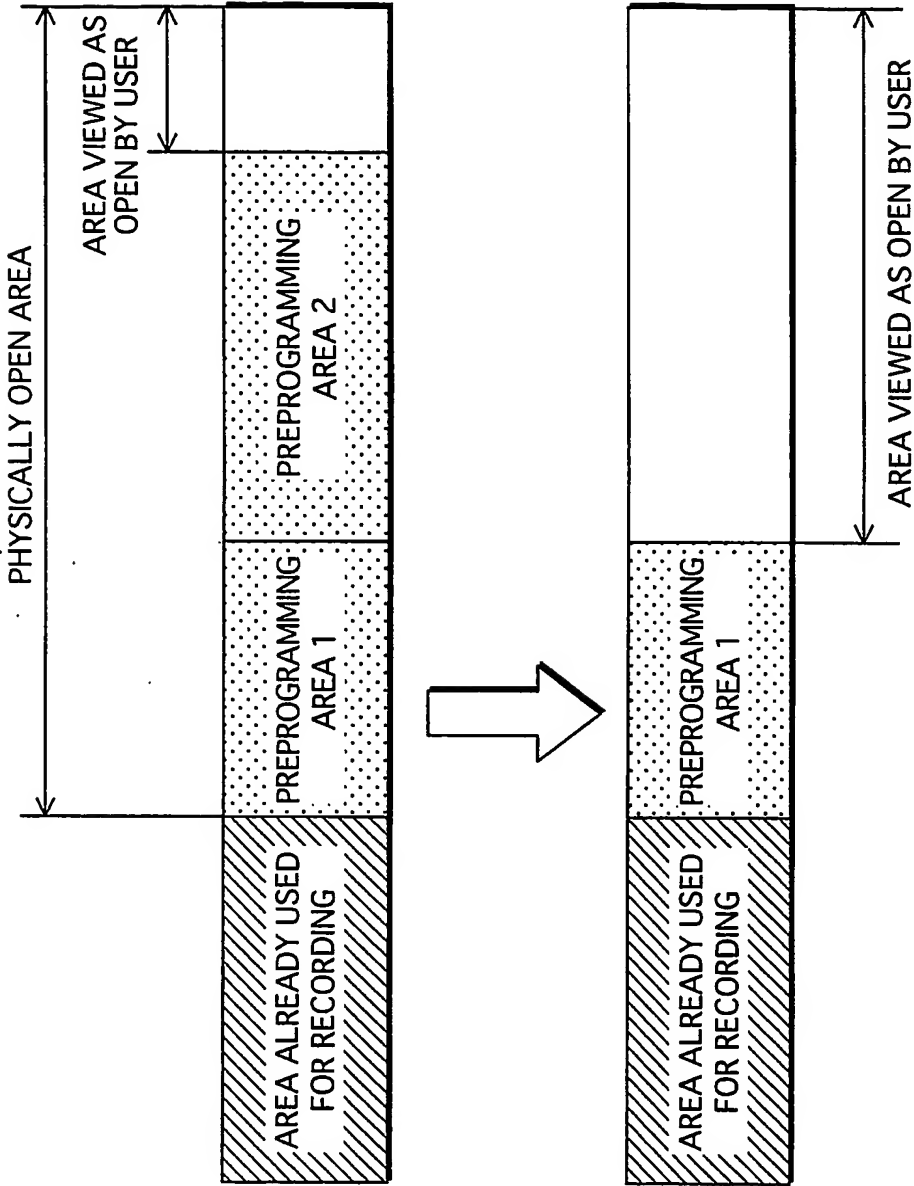 PHYSICALLY OPEN AREA
AREA VIEWED AS
OPEN BY USER
AREA ALREADY USED
FOR RECORDING
PREPROGRAMMING
AREA 1
PREPROGRAMMING
AREA 2
AREA ALREADY USED
FOR RECORDING
PREPROGRAMMING
AREA 1
AREA VIEWED AS OPEN BY USER